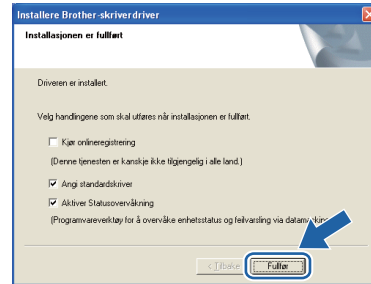 Installere Brother-skriverdriver
Installasjonen er fullført
Driveren er installert.
Velg handlingene som skal utføres når installasjonen er fullført.
Kjør onlineregistrering
(Denne tjenesten er kanskje ikke tilgjengelig i alle land.)
Angi standardskriver
Aktiver Statusovervåkning
(Programvareverktøy for å overvåke enhetsstatus og feilvarsling via
< Tilbake
Fullfør